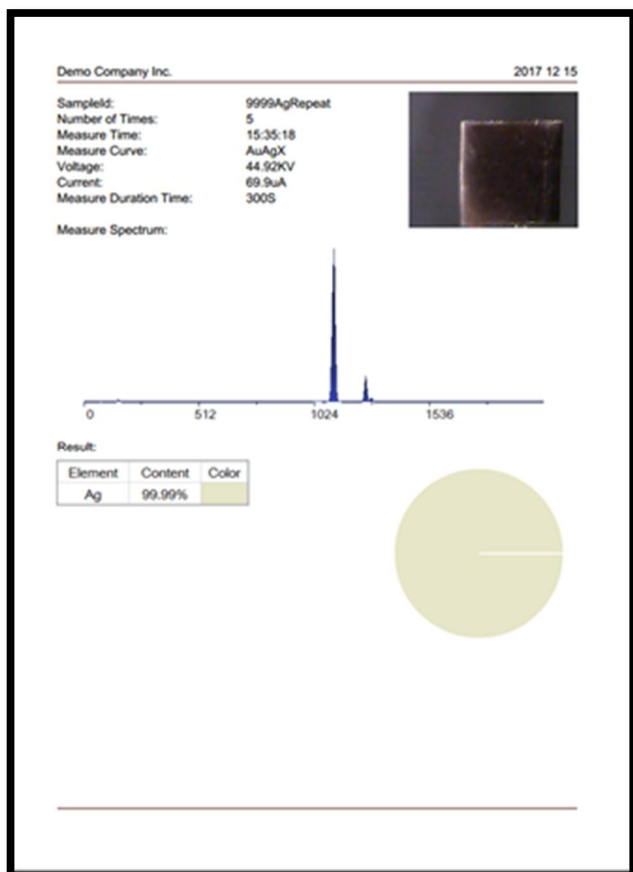 Demo Company Inc. 2017 12 15
SampleId: 9999AgRepeat
Number of Times: 5
Measure Time: 15:35:18
Measure Curve: AuAgX
Voltage: 44.92KV
Current: 69.9uA
Measure Duration Time: 300S
Measure Spectrum:
0 512 1024 1536
Result:
Element Content Color
Ag 99.99%